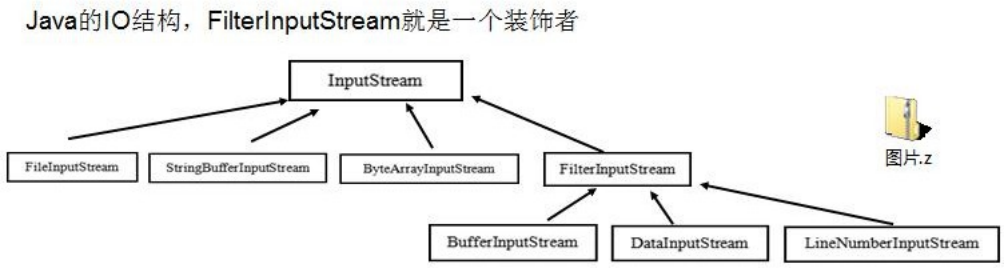 Java的IO结构，FilterInputStream就是一个装饰者
InputStream
图片.z
FileInputStream
StringBufferInputStream
ByteArrayInputStream
FilterInputStream
BufferInputStream
DataInputStream
LineNumberInputStream